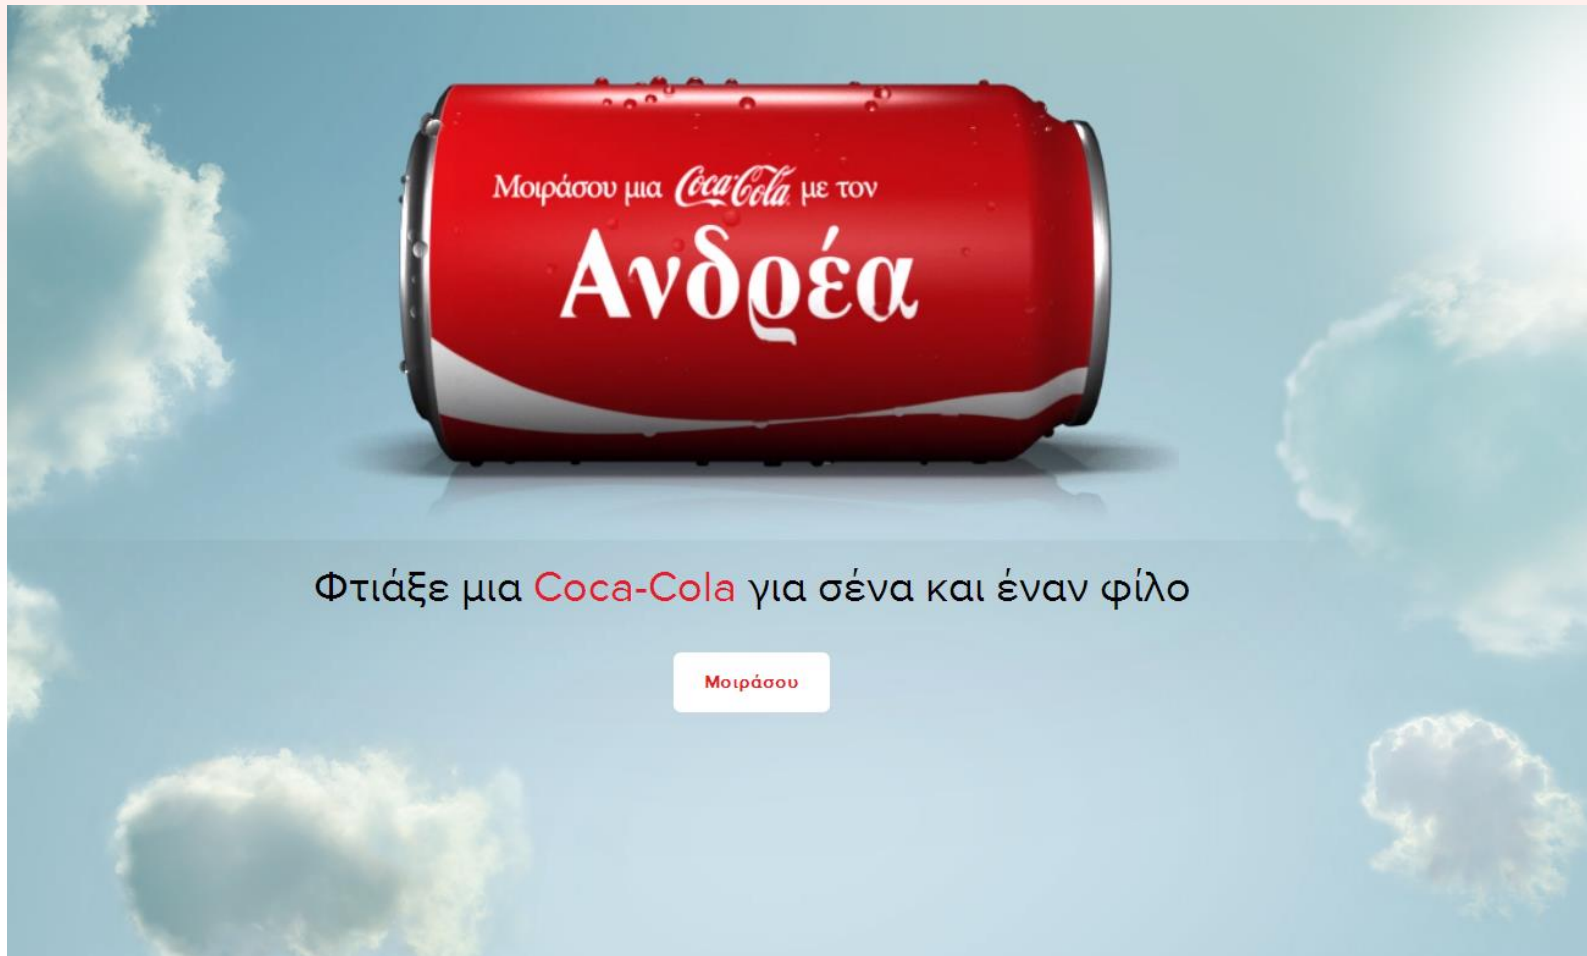 Μοιράσου μια Coca-Cola με τον
Ανδρέα
Φτιάξε μια Coca-Cola για σένα και έναν φίλο
Μοιράσου